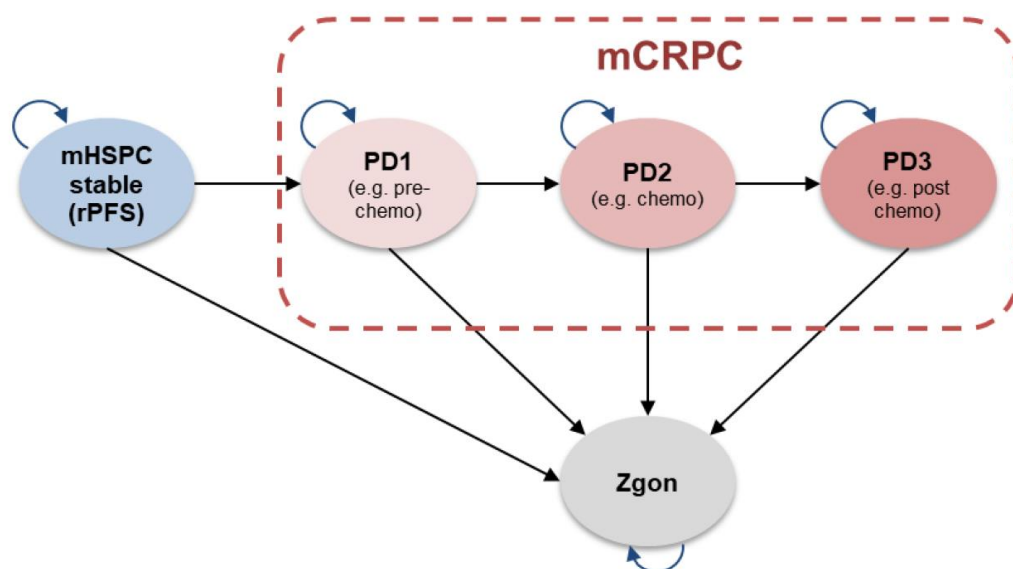 mCRPC
mHSPC
stable
(rPFS)
PD1
(e.g. pre-
chemo)
PD2
(e.g. chemo)
PD3
(e.g. post
chemo)
Zgon